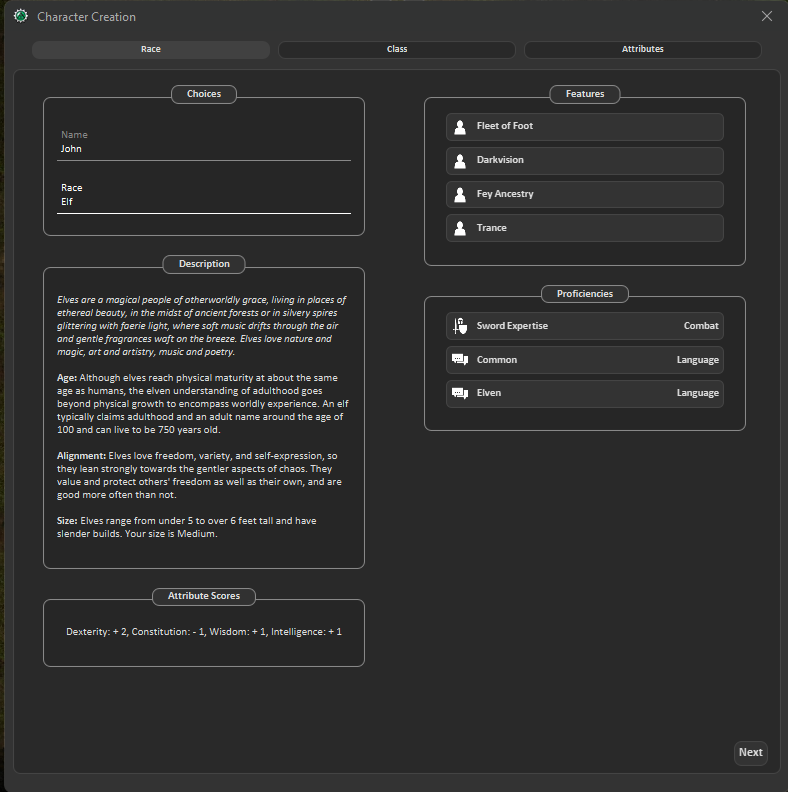 Character Creation
Race
Class
Attributes
Choices
Name
John
Race
Elf
Description
Elves are a magical people of otherworldly grace, living in places of
ethereal beauty, in the midst of ancient forests or in silvery spires
glittering with faerie light, where soft music drifts through the air
and gentle fragrances waft on the breeze. Elves love nature and
magic, art and artistry, music and poetry.
Age: Although elves reach physical maturity at about the same
age as humans, the elven understanding of adulthood goes
beyond physical growth to encompass worldly experience. An elf
typically claims adulthood and an adult name around the age of
100 and can live to be 750 years old.
Alignment: Elves love freedom, variety, and self-expression, so
they lean strongly towards the gentler aspects of chaos. They
value and protect others' freedom as well as their own, and are
good more often than not.
Size: Elves range from under 5 to over 6 feet tall and have
slender builds. Your size is Medium.
Attribute Scores
Dexterity: + 2, Constitution: - 1, Wisdom: + 1, Intelligence: + 1
Features
Fleet of Foot
Darkvision
Fey Ancestry
Trance
Proficiencies
Sword Expertise Combat
Common Language
Elven Language
Next